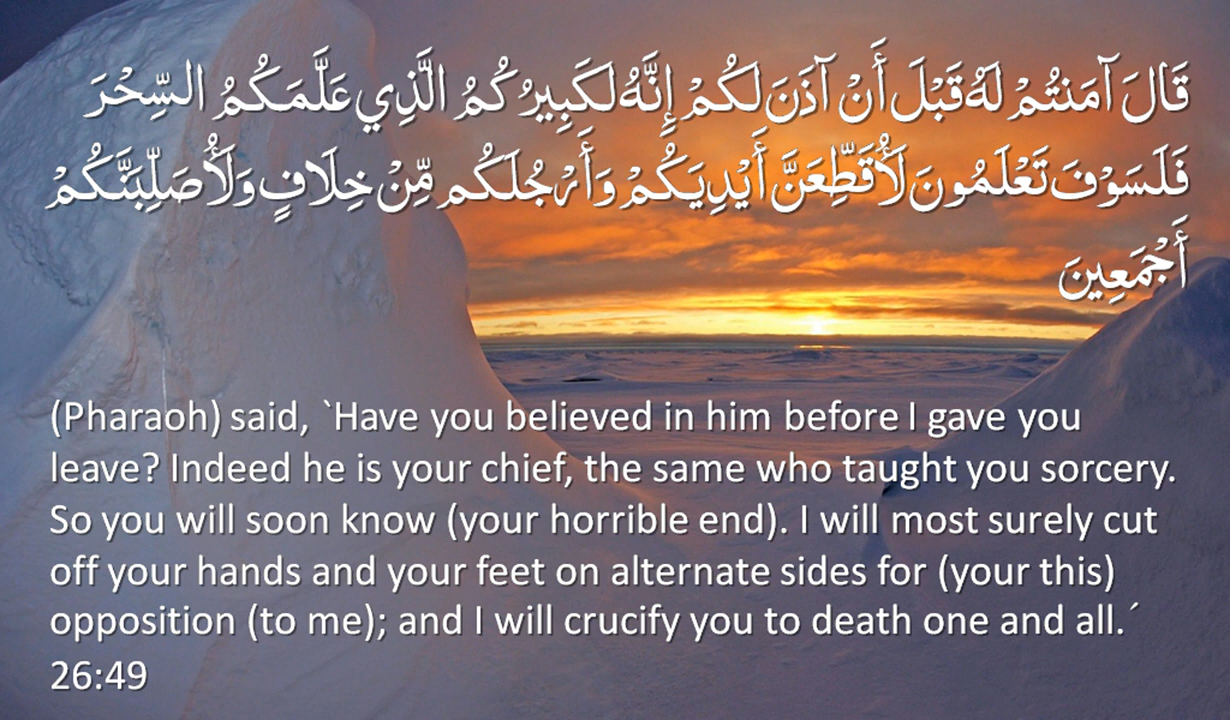 قَالَ آمَنتُمْ لَهُ قَبْلَ أَنْ آذَنَ لَكُمْ إِنَّهُ لَكَبِيرُكُمُ الَّذِي عَلَّمَكُمُ السِّحْرَ
فَلَسَوْفَ تَعْلَمُونَ لَأُقَطِّعَنَّ أَيْدِيَكُمْ وَأَرْجُلَكُم مِّنْ خِلَافٍ وَلَأُصَلِّبَنَّكُمْ
أَجْمَعِينَ
(Pharaoh) said, `Have you believed in him before I gave you
leave? Indeed he is your chief, the same who taught you sorcery.
So you will soon know (your horrible end). I will most surely cut
off your hands and your feet on alternate sides for (your this)
opposition (to me); and I will crucify you to death one and all.´
26:49